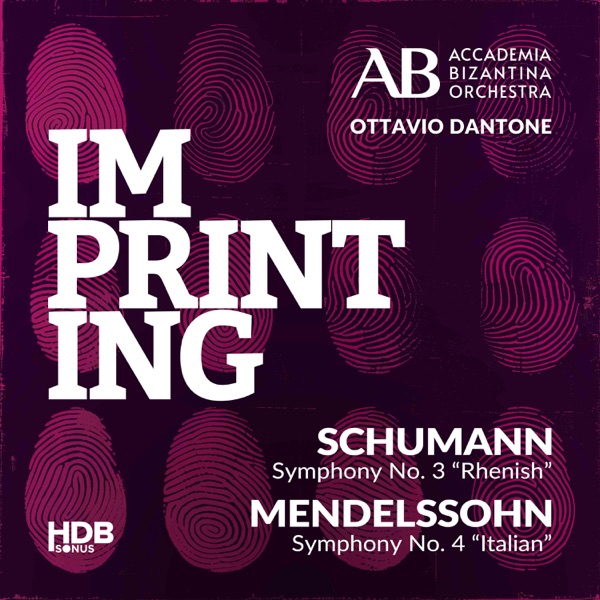 AB ACCADEMIA
BIZANTINA
ORCHESTRA
OTTAVIO DANTONE
IM
PRINT
ING
SCHUMANN
Symphony No. 3 “Rhenish”
MENDELSSOHN
Symphony No. 4 “Italian”
HDB
SONUS